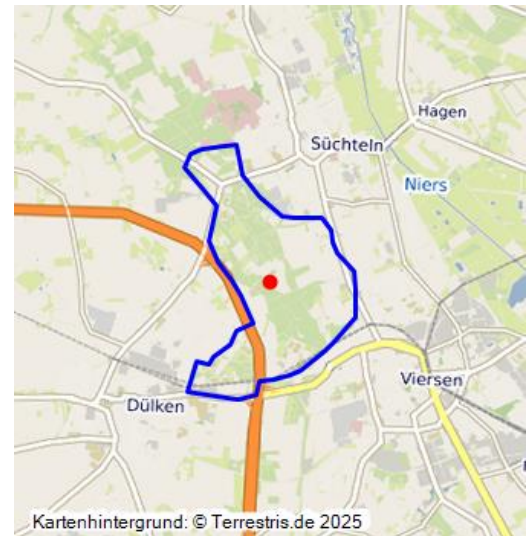 Hagen
Süchteln
Niers
Viersen
Dülken
Kartenhintergrund: © Terrestris.de 2025